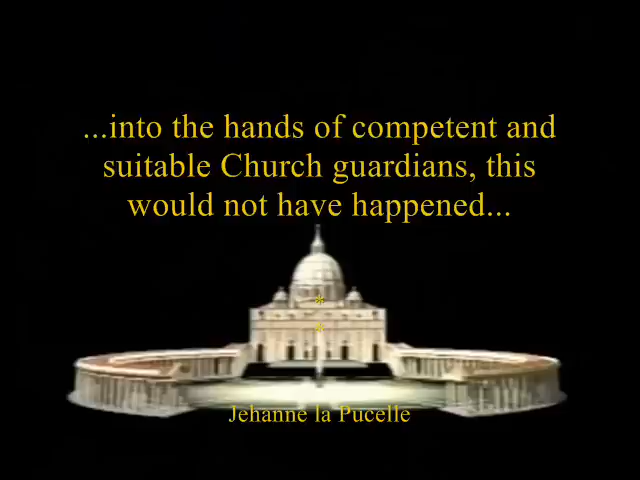 ...into the hands of competent and
suitable Church guardians, this
would not have happened...
*
*
Jehanne la Pucelle